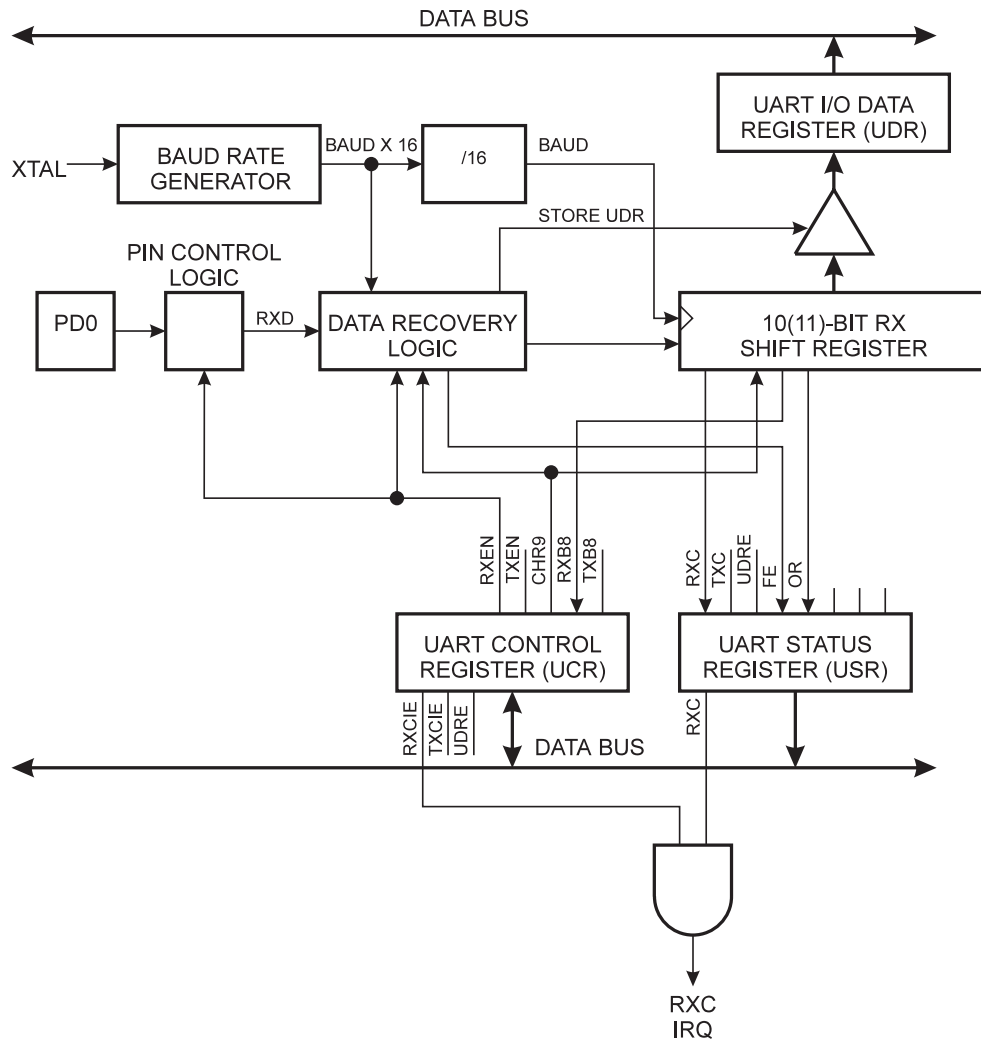 DATA BUS
UART I/O DATA
REGISTER (UDR)
XTAL
BAUD RATE
GENERATOR
BAUD X 16
/16
BAUD
STORE UDR
PIN CONTROL
LOGIC
PD0
RXD
DATA RECOVERY
LOGIC
10(11)-BIT RX
SHIFT REGISTER
RXEN
TXEN
CHR9
RXB8
TXB8
RXC
TXC
UDRE
FE
OR
UART CONTROL
REGISTER (UCR)
UART STATUS
REGISTER (USR)
RXCIE
TXCIE
UDRE
RXC
DATA BUS
RXC
IRQ